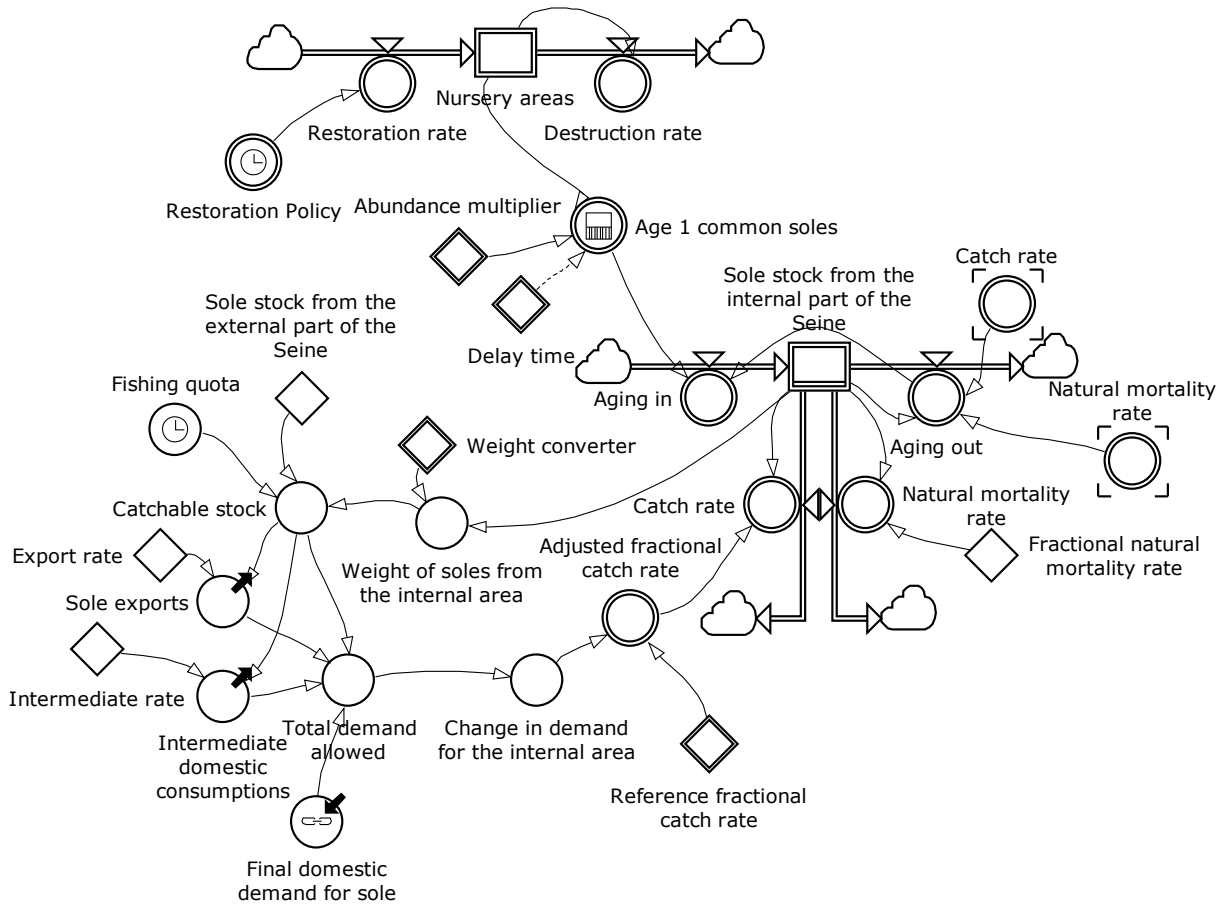 Nursery areas
Restoration rate
Destruction rate
Restoration Policy
Abundance multiplier
Age 1 common soles
Delay time
Catch rate
Sole stock from the
internal part of the
Seine
Sole stock from the
external part of the
Seine
Fishing quota
Aging in
Natural mortality
rate
Aging out
Weight converter
Catchable stock
Catch rate
Natural mortality
rate
Export rate
Weight of soles from
the internal area
Adjusted fractional
catch rate
Fractional natural
mortality rate
Sole exports
Intermediate rate
Intermediate
domestic
consumptions
Total demand
allowed
Change in demand
for the internal area
Reference fractional
catch rate
Final domestic
demand for sole